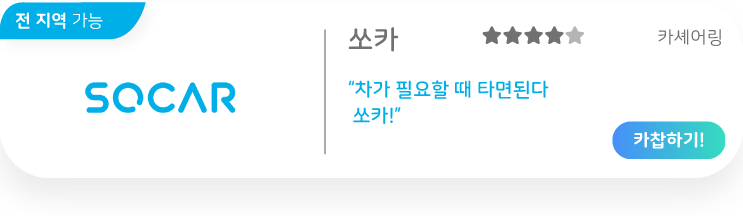 전 지역 가능
SOCAR
쏘카
카셰어링
“차가 필요할 때 타면된다
쏘카!”
카찹하기!